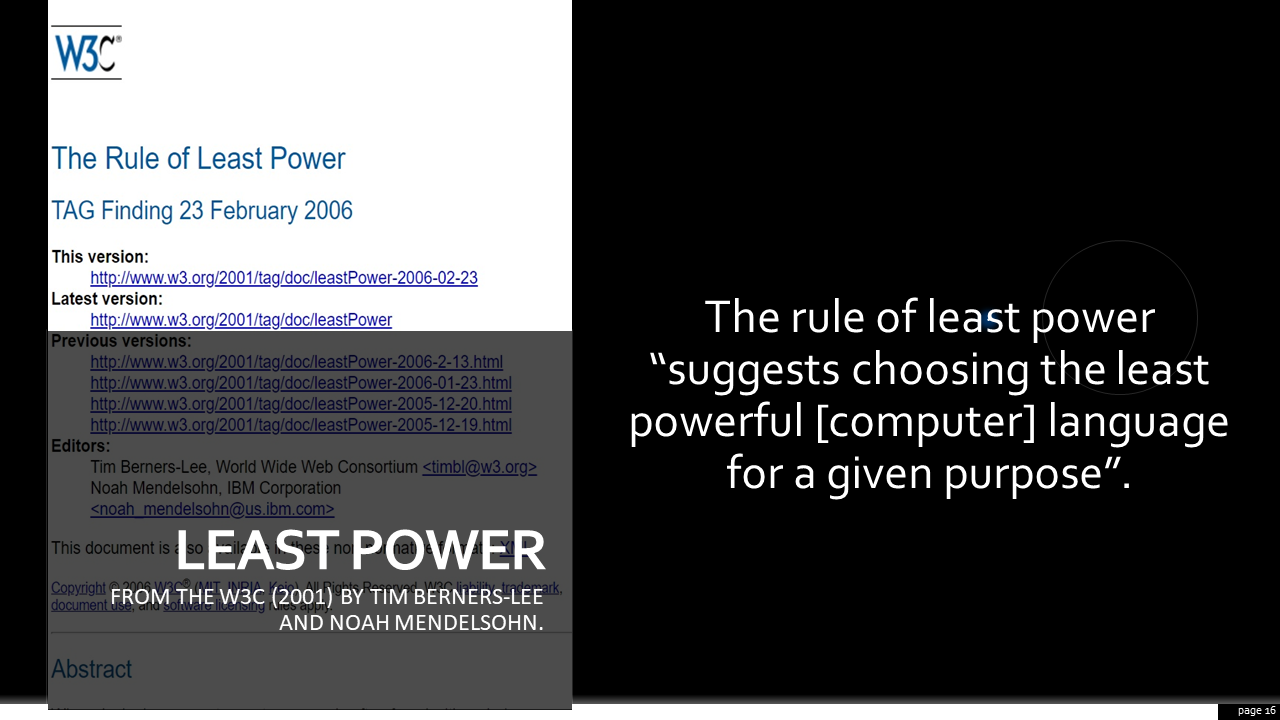 W3C®
The Rule of Least Power
TAG Finding 23 February 2006
This version:
http://www.w3.org/2001/tag/doc/leastPower-2006-02-23
Latest version:
http://www.w3.org/2001/tag/doc/leastPower
Previous versions:
http://www.w3.org/2001/tag/doc/leastPower-2006-2-13.html
http://www.w3.org/2001/tag/doc/leastPower-2006-01-23.html
http://www.w3.org/2001/tag/doc/leastPower-2005-12-20.html
http://www.w3.org/2001/tag/doc/leastPower-2005-12-19.html
Editors:
Tim Berners-Lee, World Wide Web Consortium <timbl@w3.org>
Noah Mendelsohn, IBM Corporation
<noah_mendelsohn@us.ibm.com>
This document is also available in these non-normative formats: XML
LEAST POWER
Copyright © 2006 W3C® (MIT, INRIA, Keio), All Rights Reserved. W3C liability, trademark,
document use, and software licensing rules apply.
FROM THE W3C (2001) BY TIM BERNERS-LEE
AND NOAH MENDELSOHN.
Abstract
The rule of least power
“suggests choosing the least
powerful [computer] language
for a given purpose”.
page 16